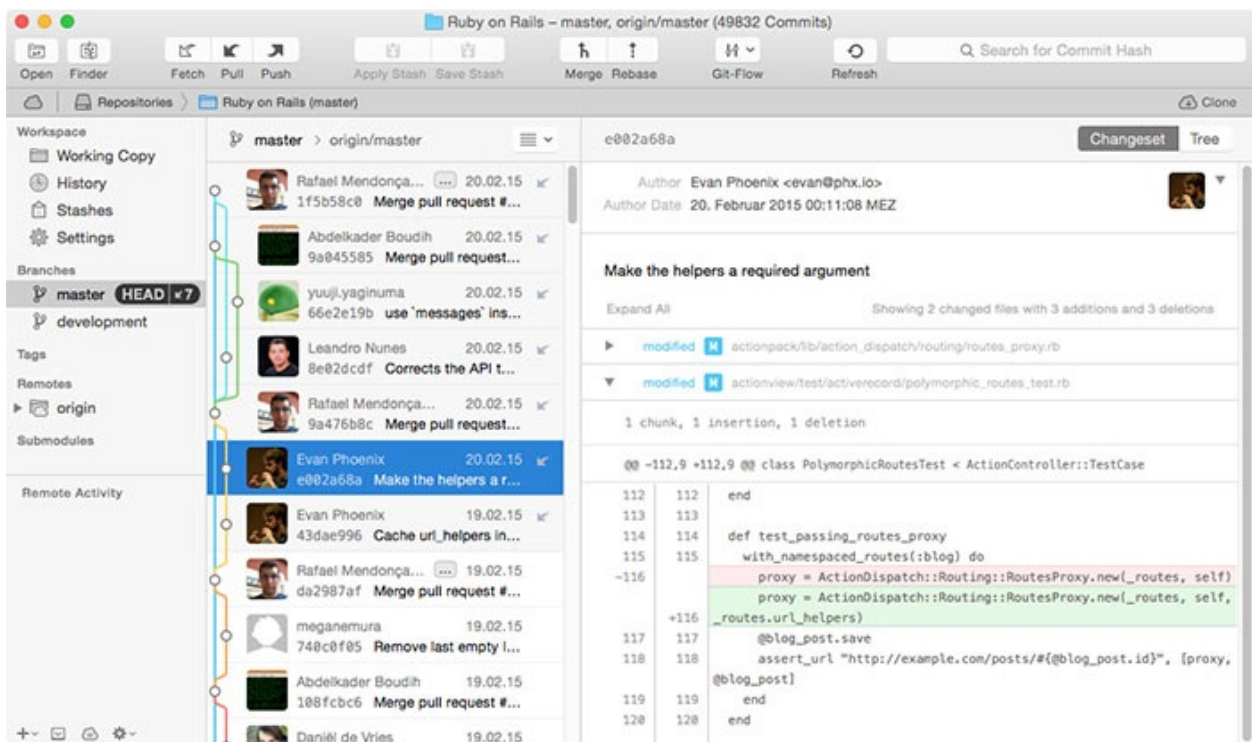 Ruby on Rails – master, origin/master (49832 Commits)
Open Finder Fetch Pull Push Apply Stash Save Stash Merge Rebase Git-Flow Refresh Search for Commit Hash
Repositories Ruby on Rails (master) Clone
Workspace
Working Copy
History
Stashes
Settings
Branches
master HEAD ↙7
development
Tags
Remotes
origin
Submodules
Remote Activity
master > origin/master
Rafael Mendonça... ... 20.02.15
1f5b58c0 Merge pull request #...
Abdelkader Boudih 20.02.15
9a045585 Merge pull request...
yuuji.yaginuma 20.02.15
66e2e19b use `messages` ins...
Leandro Nunes 20.02.15
8e02dcdf Corrects the API t...
Rafael Mendonça... 20.02.15
9a476b8c Merge pull request...
Evan Phoenix 20.02.15
e002a68a Make the helpers a r...
Evan Phoenix 19.02.15
43dae996 Cache url_helpers in...
Rafael Mendonça... ... 19.02.15
da2987af Merge pull request #...
meganemura 19.02.15
740c0f05 Remove last empty l...
Abdelkader Boudih 19.02.15
108fcbc6 Merge pull request #...
Daniël de Vries 19.02.15
e002a68a Changeset Tree
Author Evan Phoenix <evan@phx.io>
Author Date 20. Februar 2015 00:11:08 MEZ
Make the helpers a required argument
Expand All Showing 2 changed files with 3 additions and 3 deletions
modified M actionpack/lib/action_dispatch/routing/routes_proxy.rb
modified M actionview/test/activerecord/polymorphic_routes_test.rb
1 chunk, 1 insertion, 1 deletion
@@ -112,9 +112,9 @@ class PolymorphicRoutesTest < ActionController::TestCase
112 112 end
113 113
114 114 def test_passing_routes_proxy
115 115 with_namespaced_routes(:blog) do
-116 proxy = ActionDispatch::Routing::RoutesProxy.new(_routes, self)
proxy = ActionDispatch::Routing::RoutesProxy.new(_routes, self,
+116 _routes.url_helpers)
117 117 @blog_post.save
118 118 assert_url "http://example.com/posts/#{@blog_post.id}", [proxy,
@blog_post]
119 119 end
120 120 end